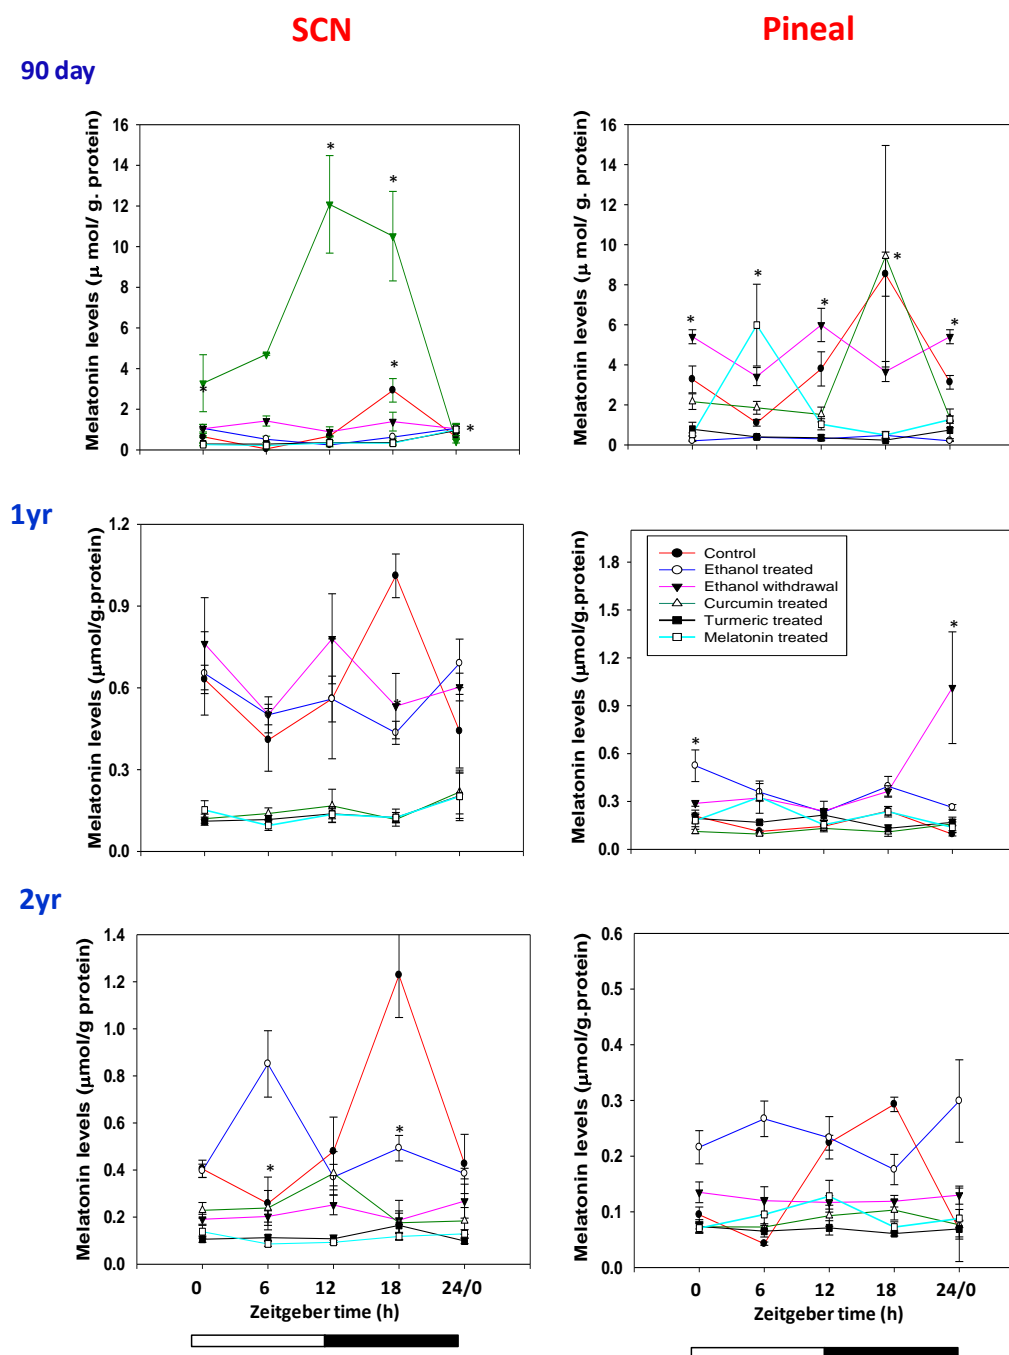 SCN
Pineal
90 day
Melatonin levels (μ mol/ g. protein)
16
14
12
10
8
6
4
2
0
*
*
*
*
*
Melatonin levels (μ mol/ g. protein)
16
14
12
10
8
6
4
2
0
*
*
*
*
*
1yr
Melatonin levels (μmol/g.protein)
1.2
0.9
0.6
0.3
0.0
*
Melatonin levels (μmol/g.protein)
1.8
1.5
1.2
0.9
0.6
0.3
0.0
Control
Ethanol treated
Ethanol withdrawal
Curcumin treated
Turmeric treated
Melatonin treated
*
*
2yr
Melatonin levels (μmol/g protein)
1.4
1.2
1.0
0.8
0.6
0.4
0.2
0.0
*
*
0 6 12 18 24/0
Zeitgeber time (h)
Melatonin levels (μmol/g.protein)
0.6
0.5
0.4
0.3
0.2
0.1
0.0
0 6 12 18 24/0
Zeitgeber time (h)